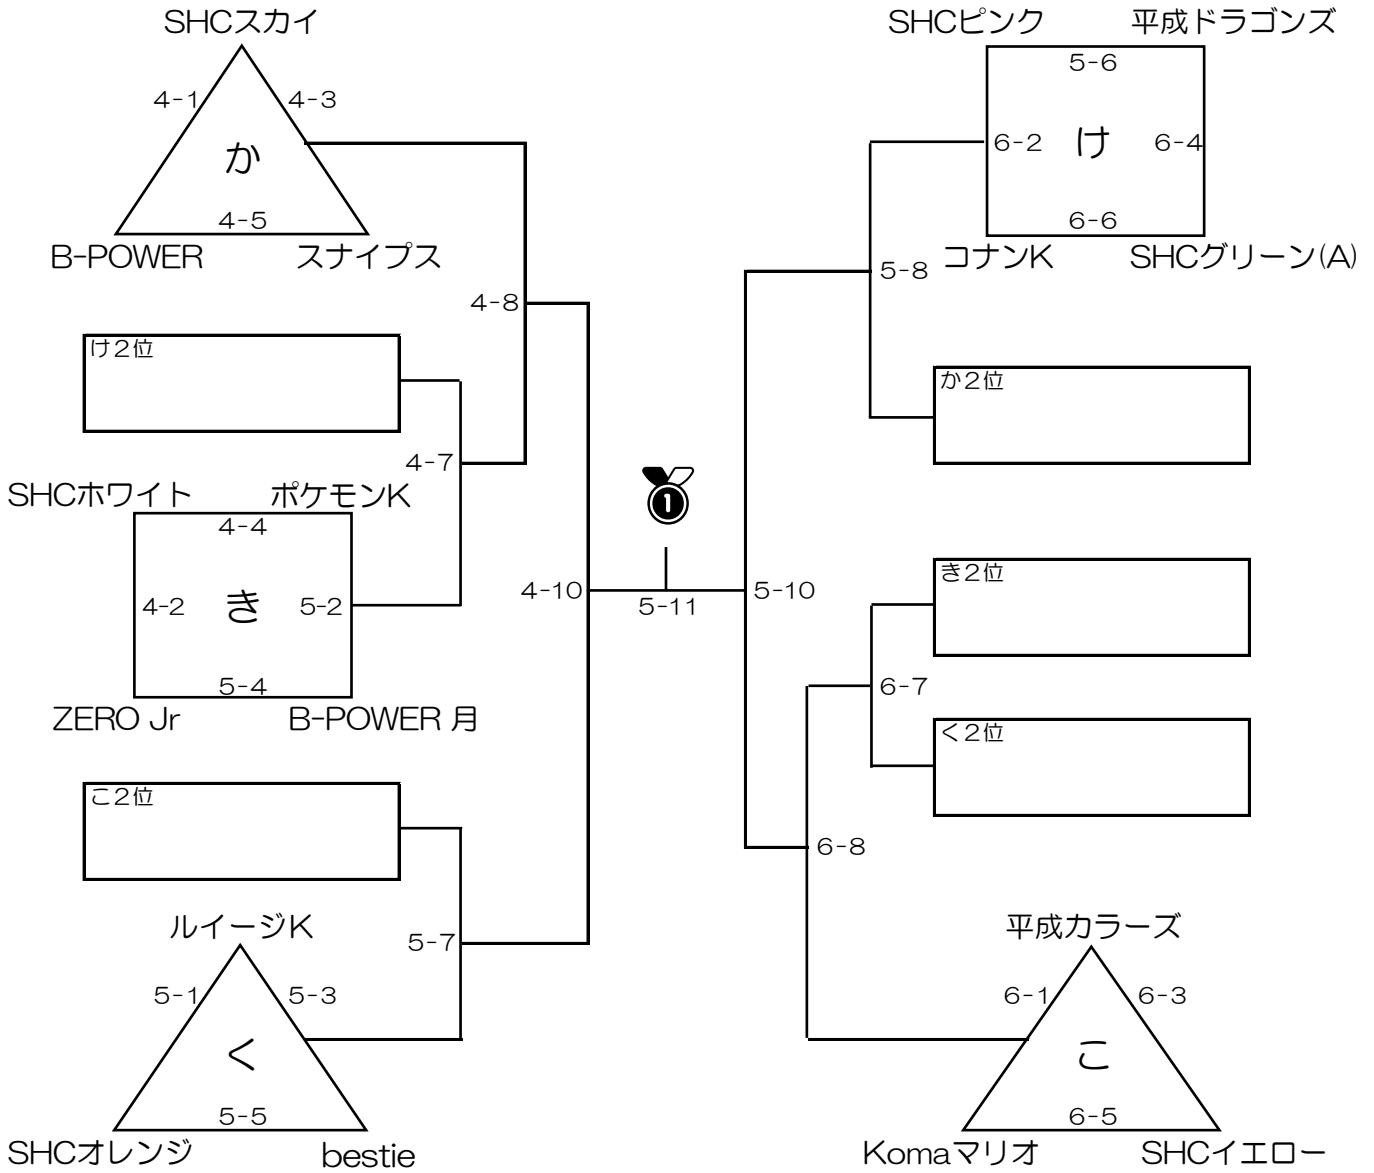 SHCスカイ
4-1
4-3
か
4-5
B-POWER
スナイプス
4-8
け2位
4-7
SHCホワイト
ポケモンK
4-4
4-2
き
5-2
5-4
ZERO Jr
B-POWER 月
4-10
こ2位
ルイージK
5-7
5-1
5-3
く
5-5
SHCオレンジ
bestie
1
5-11
SHCピンク
平成ドラゴンズ
5-6
6-2
け
6-4
6-6
コナンK
SHCグリーン(A)
5-8
か2位
5-10
き2位
6-7
く2位
6-8
平成カラーズ
6-1
6-3
こ
6-5
Komaマリオ
SHCイエロー